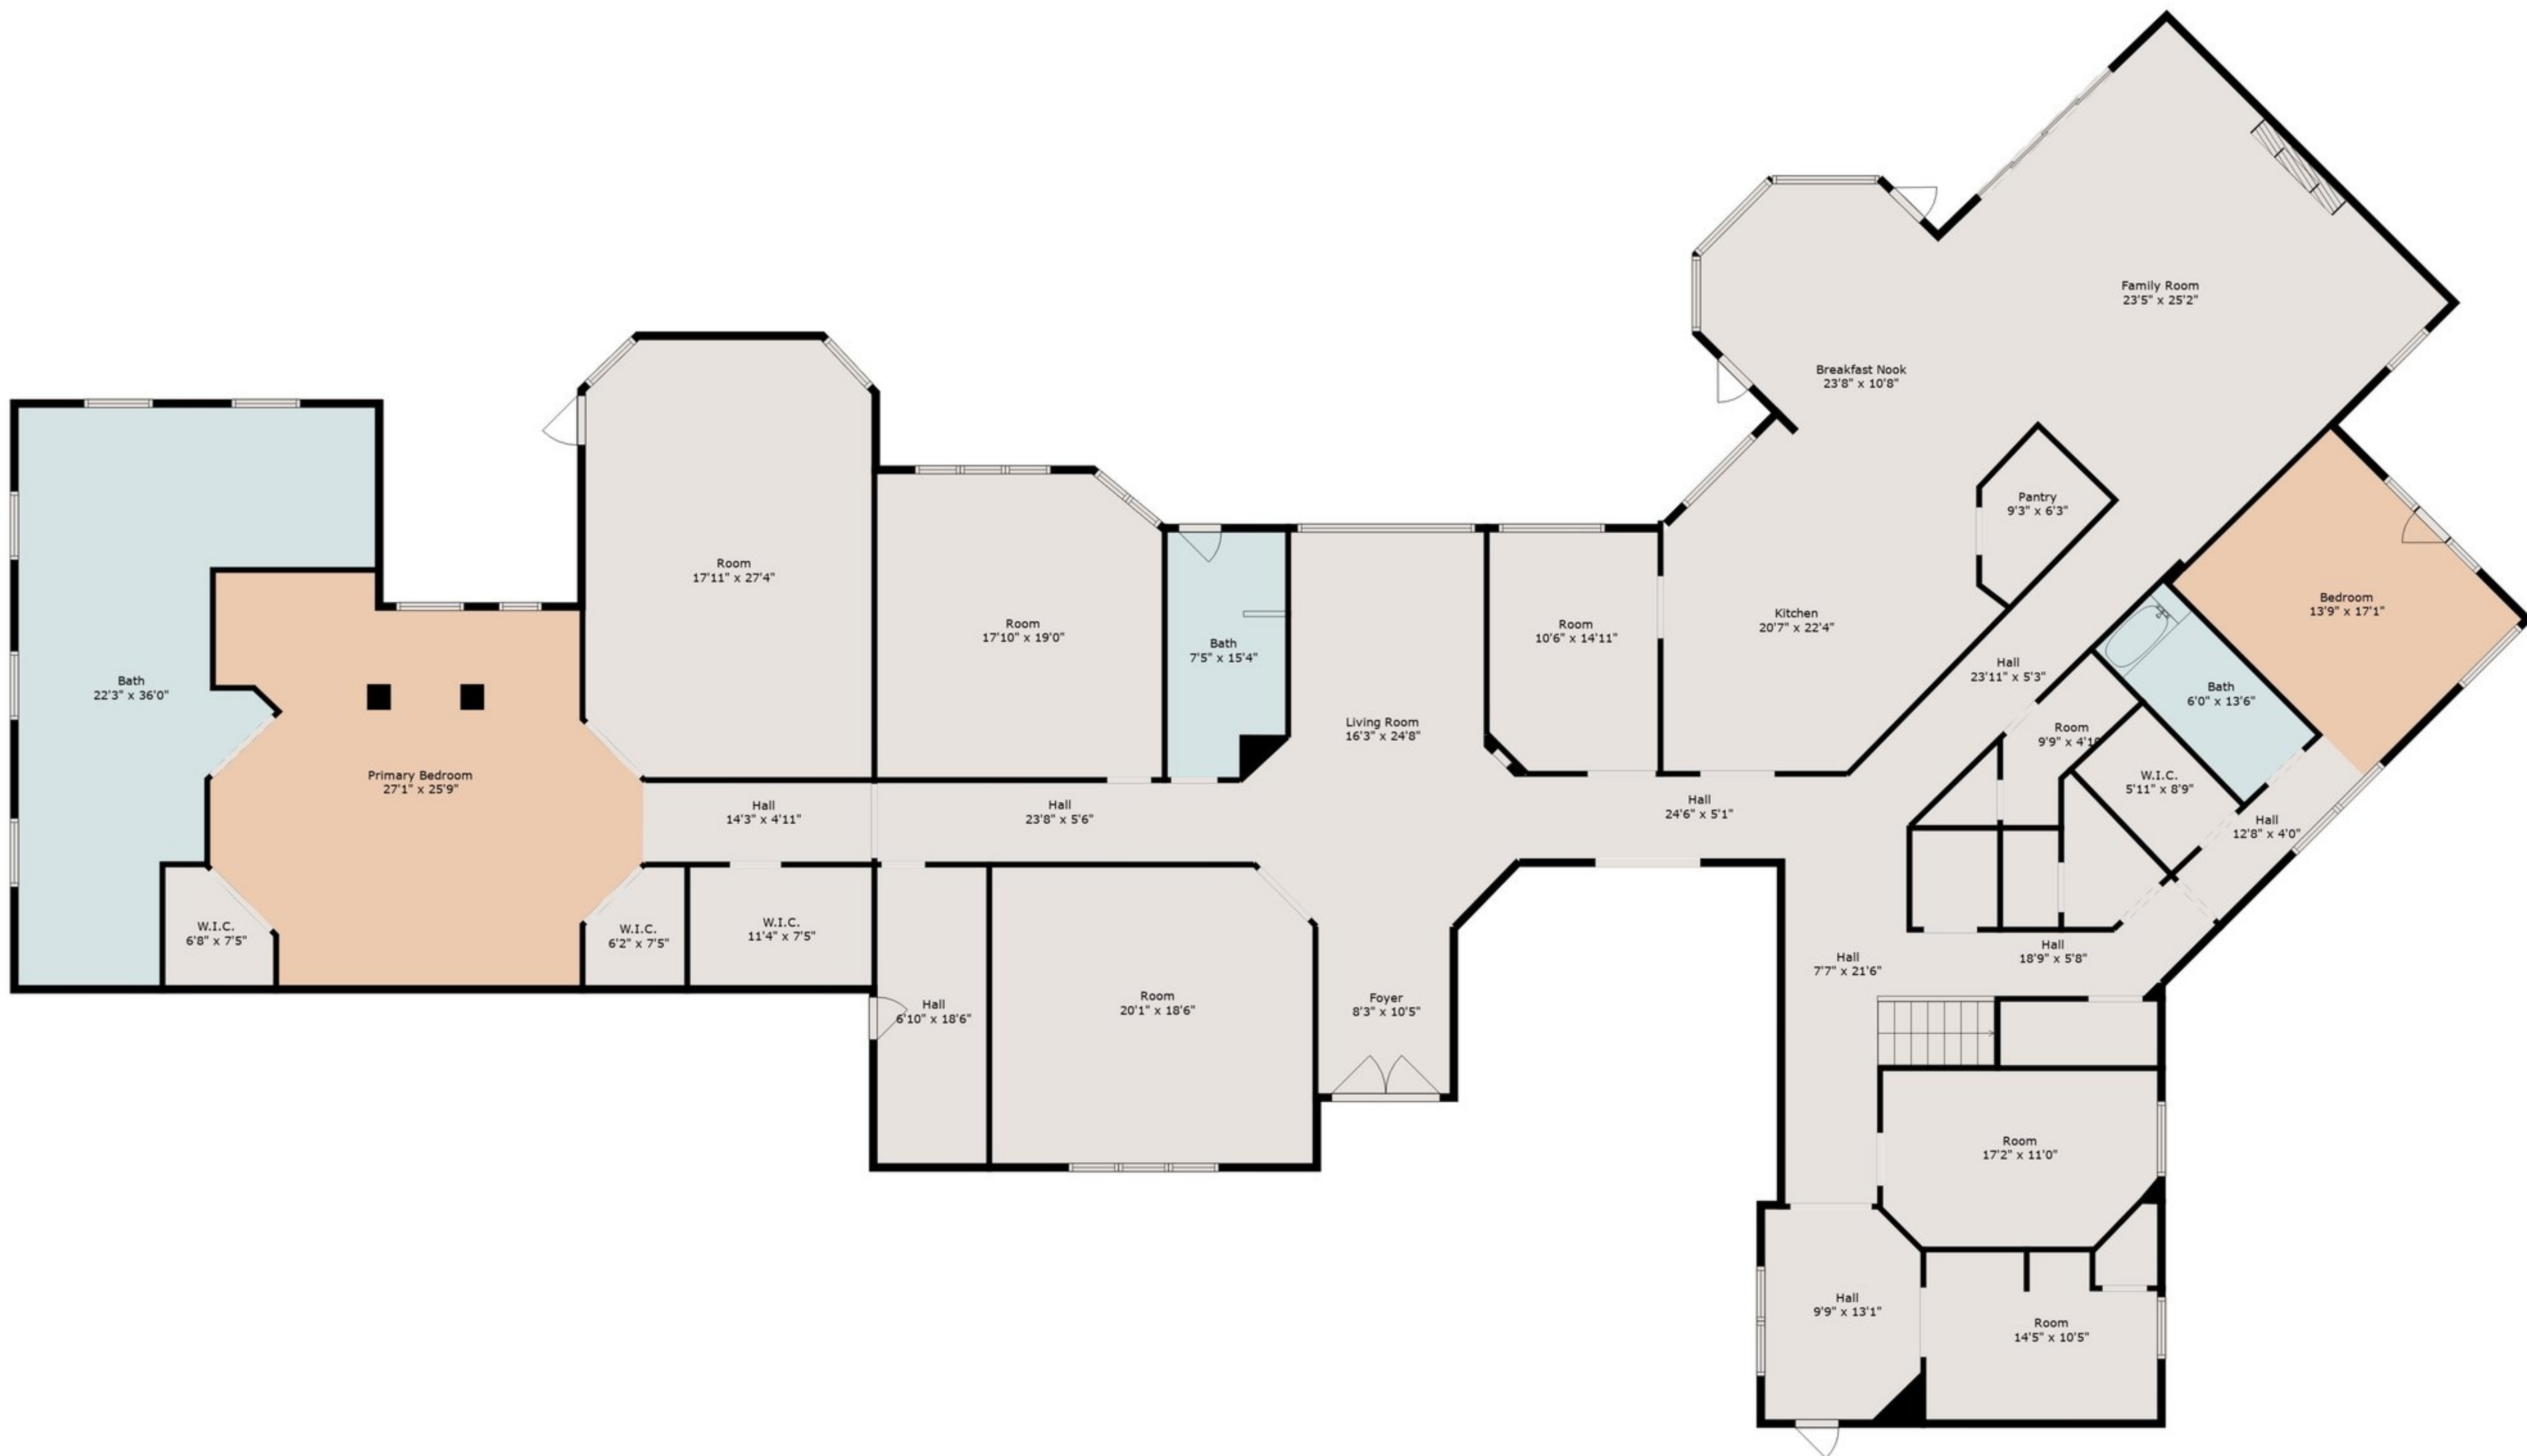 Family Room
23'5" x 25'2"
Breakfast Nook
23'8" x 10'8"
Pantry
9'3" x 6'3"
Room
17'11" x 27'4"
Bedroom
13'9" x 17'1"
Room
17'10" x 19'0"
Room
10'6" x 14'11"
Kitchen
20'7" x 22'4"
Bath
7'5" x 15'4"
Hall
23'11" x 5'3"
Bath
22'3" x 36'0"
Bath
6'0" x 13'6"
Living Room
16'3" x 24'8"
Room
9'9" x 4'10
Primary Bedroom
27'1" x 25'9"
W.I.C.
5'11" x 8'9"
Hall
14'3" x 4'11"
Hall
23'8" x 5'6"
Hall
24'6" x 5'1"
Hall
12'8" x 4'0"
W.I.C.
6'8" x 7'5"
W.I.C.
6'2" x 7'5"
W.I.C.
11'4" x 7'5"
Hall
18'9" x 5'8"
Hall
7'7" x 21'6"
Hall
6'10" x 18'6"
Room
20'1" x 18'6"
Foyer
8'3" x 10'5"
Room
17'2" x 11'0"
Hall
9'9" x 13'1"
Room
14'5" x 10'5"